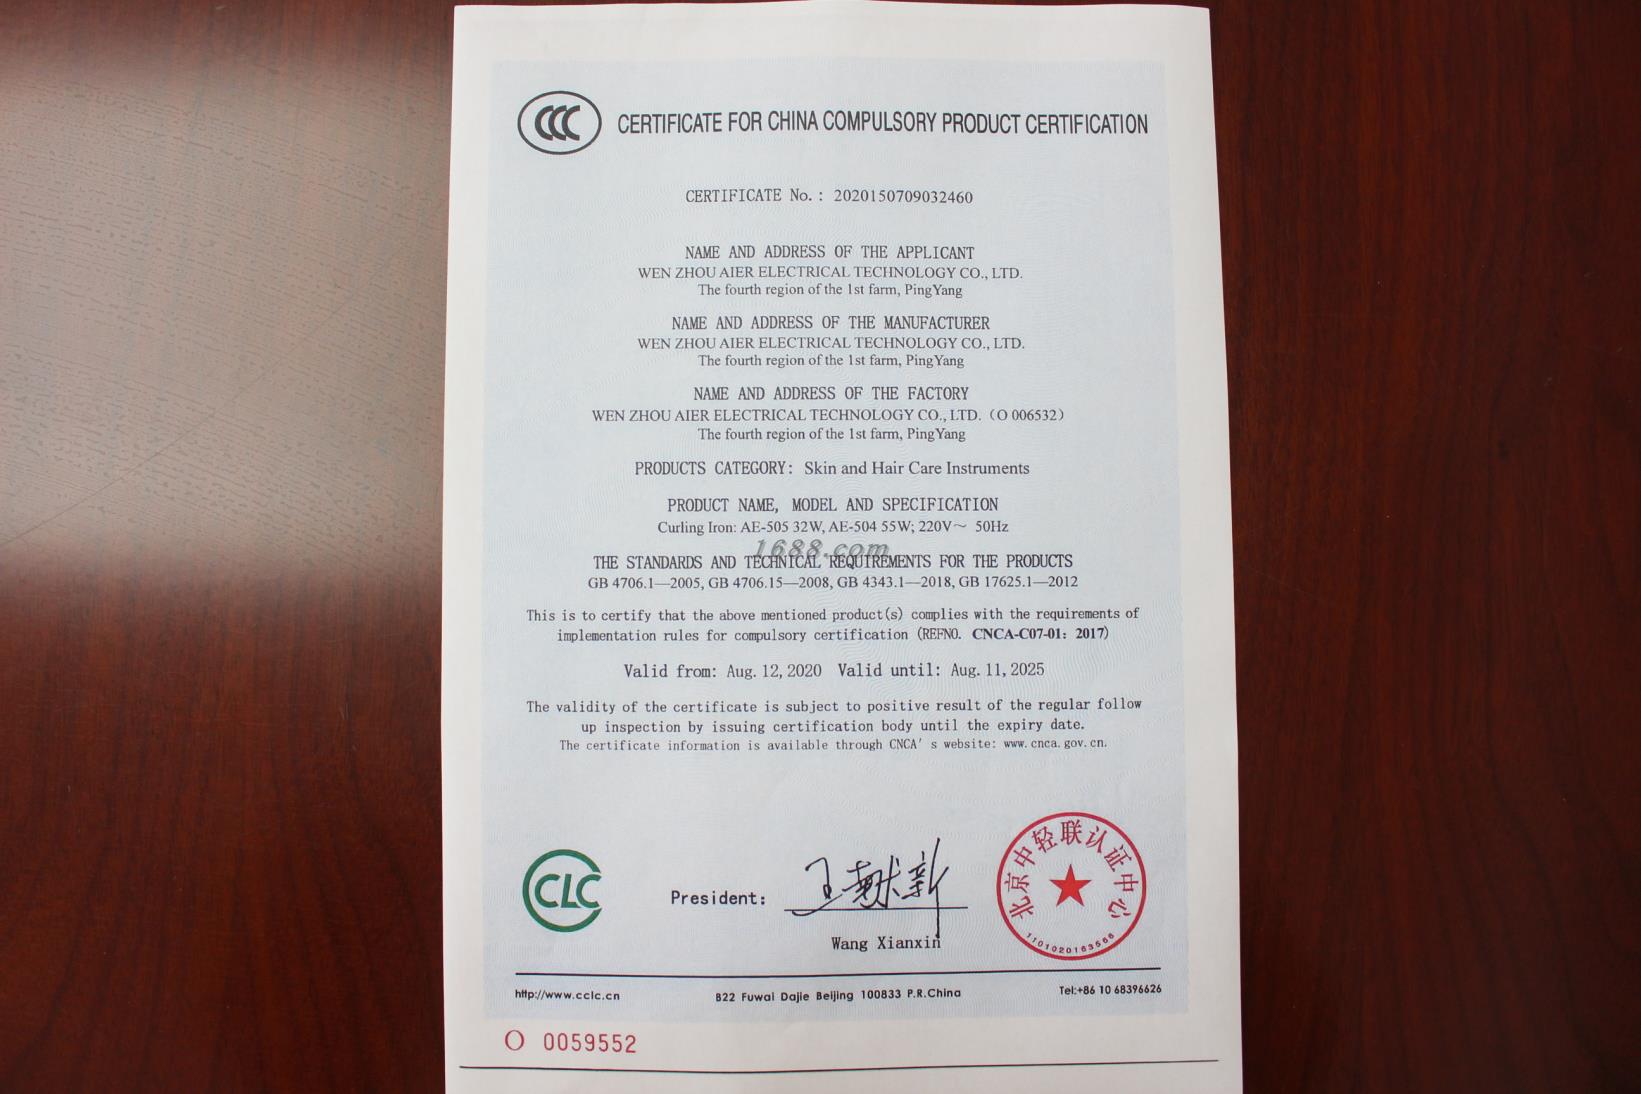 CCC CERTIFICATE FOR CHINA COMPULSORY PRODUCT CERTIFICATION
CERTIFICATE No. : 2020150709032460
NAME AND ADDRESS OF THE APPLICANT
WEN ZHOU AIER ELECTRICAL TECHNOLOGY CO., LTD.
The fourth region of the 1st farm, PingYang
NAME AND ADDRESS OF THE MANUFACTURER
WEN ZHOU AIER ELECTRICAL TECHNOLOGY CO., LTD.
The fourth region of the 1st farm, PingYang
NAME AND ADDRESS OF THE FACTORY
WEN ZHOU AIER ELECTRICAL TECHNOLOGY CO., LTD.（O 006532）
The fourth region of the 1st farm, PingYang
PRODUCTS CATEGORY: Skin and Hair Care Instruments
PRODUCT NAME, MODEL AND SPECIFICATION
Curling Iron: AE-505 32W, AE-504 55W; 220V～ 50Hz
1688.com
THE STANDARDS AND TECHNICAL REQUIREMENTS FOR THE PRODUCTS
GB 4706.1—2005, GB 4706.15—2008, GB 4343.1—2018, GB 17625.1—2012
This is to certify that the above mentioned product(s) complies with the requirements of
implementation rules for compulsory certification (REFNO. CNCA-C07-01: 2017)
Valid from: Aug. 12, 2020 Valid until: Aug. 11, 2025
The validity of the certificate is subject to positive result of the regular follow
up inspection by issuing certification body until the expiry date.
The certificate information is available through CNCA' s website: www.cnca.gov.cn.
CLC
President: 王献新
Wang Xianxin
北京中轻联认证中心
1101020163566
http://www.cclc.cn B22 Fuwai Dajie Beijing 100833 P.R.China Tel:+86 10 68396626
O 0059552